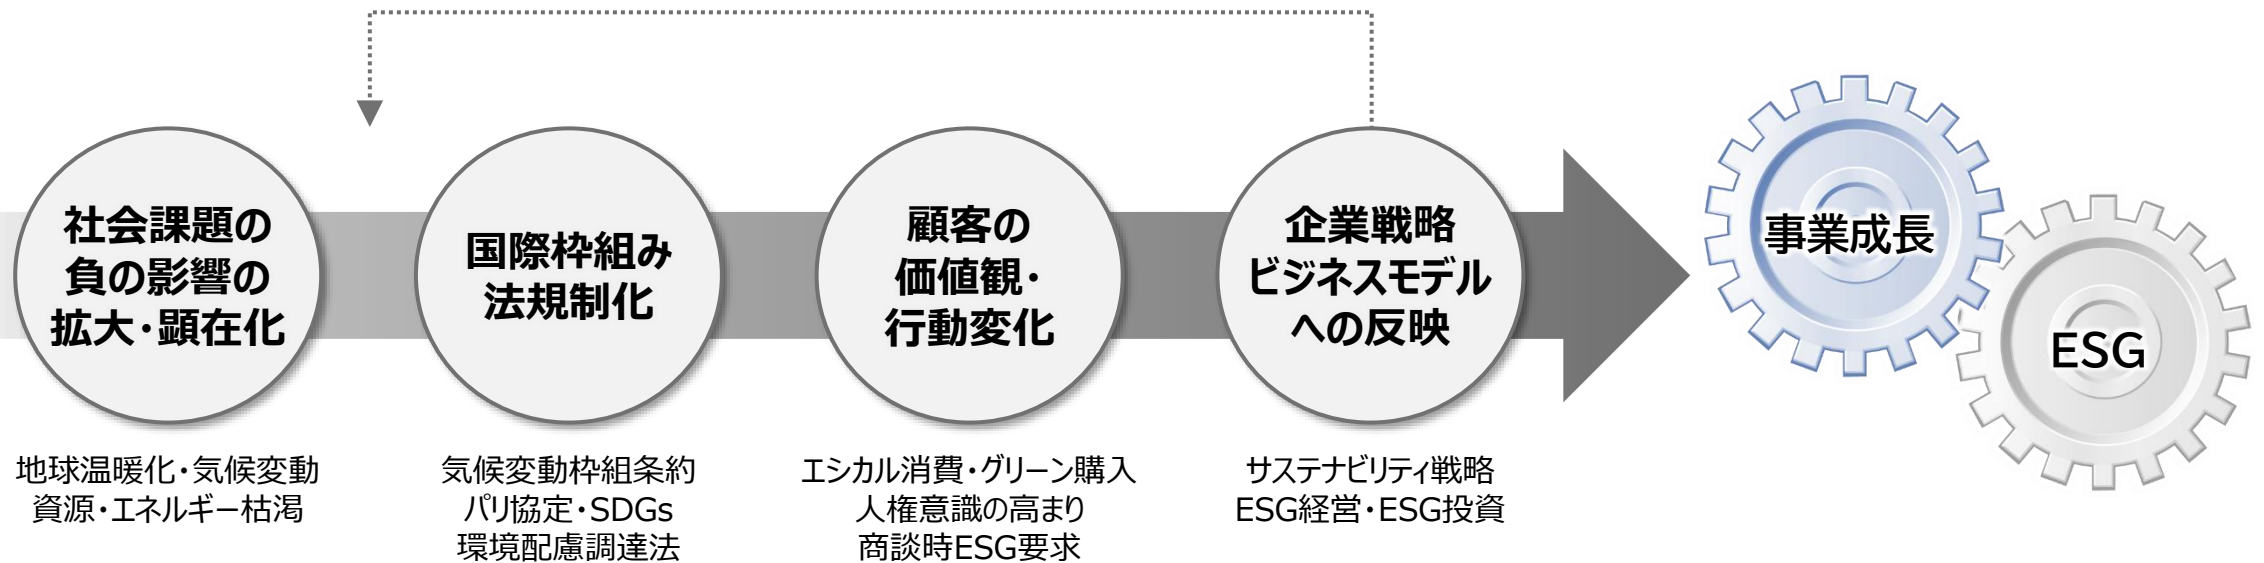 社会課題の
負の影響の
拡大・顕在化
国際枠組み
法規制化
顧客の
価値観・
行動変化
企業戦略
ビジネスモデル
への反映
事業成長
ESG
地球温暖化・気候変動
資源・エネルギー枯渇
気候変動枠組条約
パリ協定・SDGs
環境配慮調達法
エシカル消費・グリーン購入
人権意識の高まり
商談時ESG要求
サステナビリティ戦略
ESG経営・ESG投資